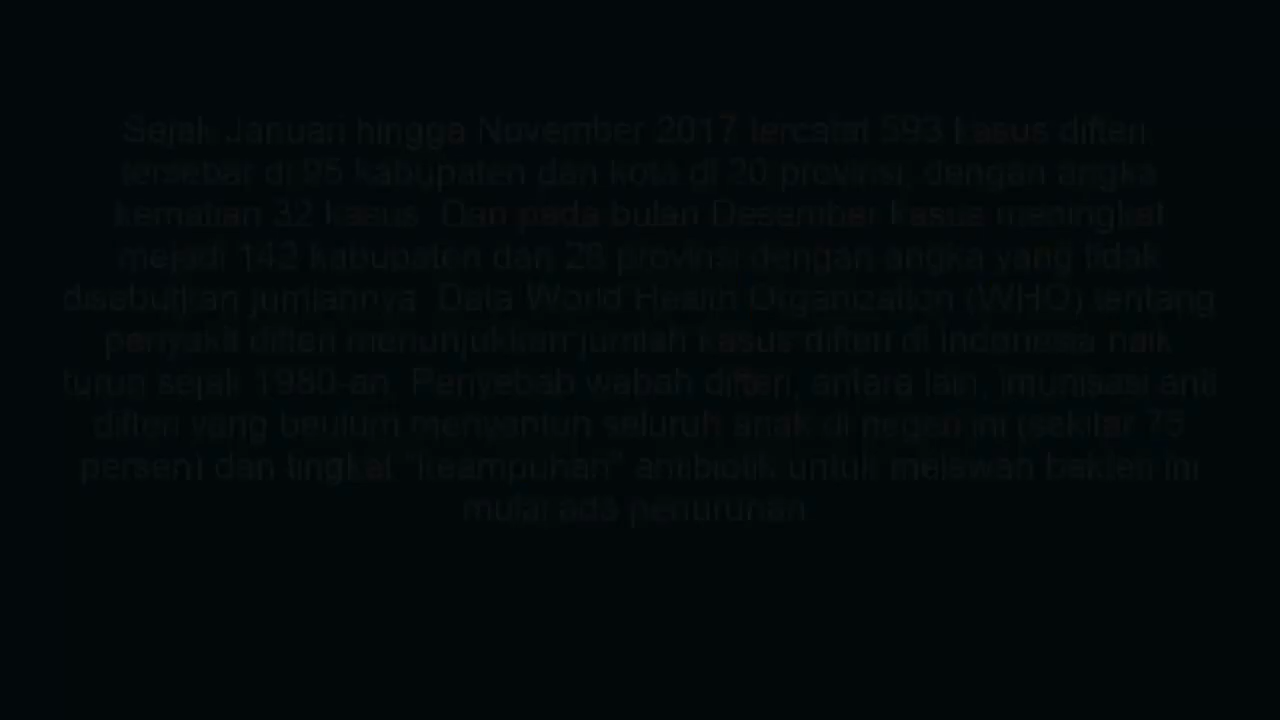 Sejak Januari hingga November 2017 tercatat 593 kasus difteri
tersebar di 95 kabupaten dan kota di 20 provinsi, dengan angka
kematian 32 kasus. Dan pada bulan Desember kasus meningkat
mejadi 142 kabupaten dan 28 provinsi dengan angka yang tidak
disebutkan jumlahnya. Data World Health Organization (WHO) tentang
penyakit difteri menunjukkan jumlah kasus difteri di Indonesia naik
turun sejak 1980-an. Penyebab wabah difteri, antara lain, imunisasi anti
difteri yang beulum menyentuh seluruh anak di negeri ini (sekitar 75
persen) dan tingkat "keampuhan" antibiotik untuk melawan bakteri ini
mulai ada penurunan